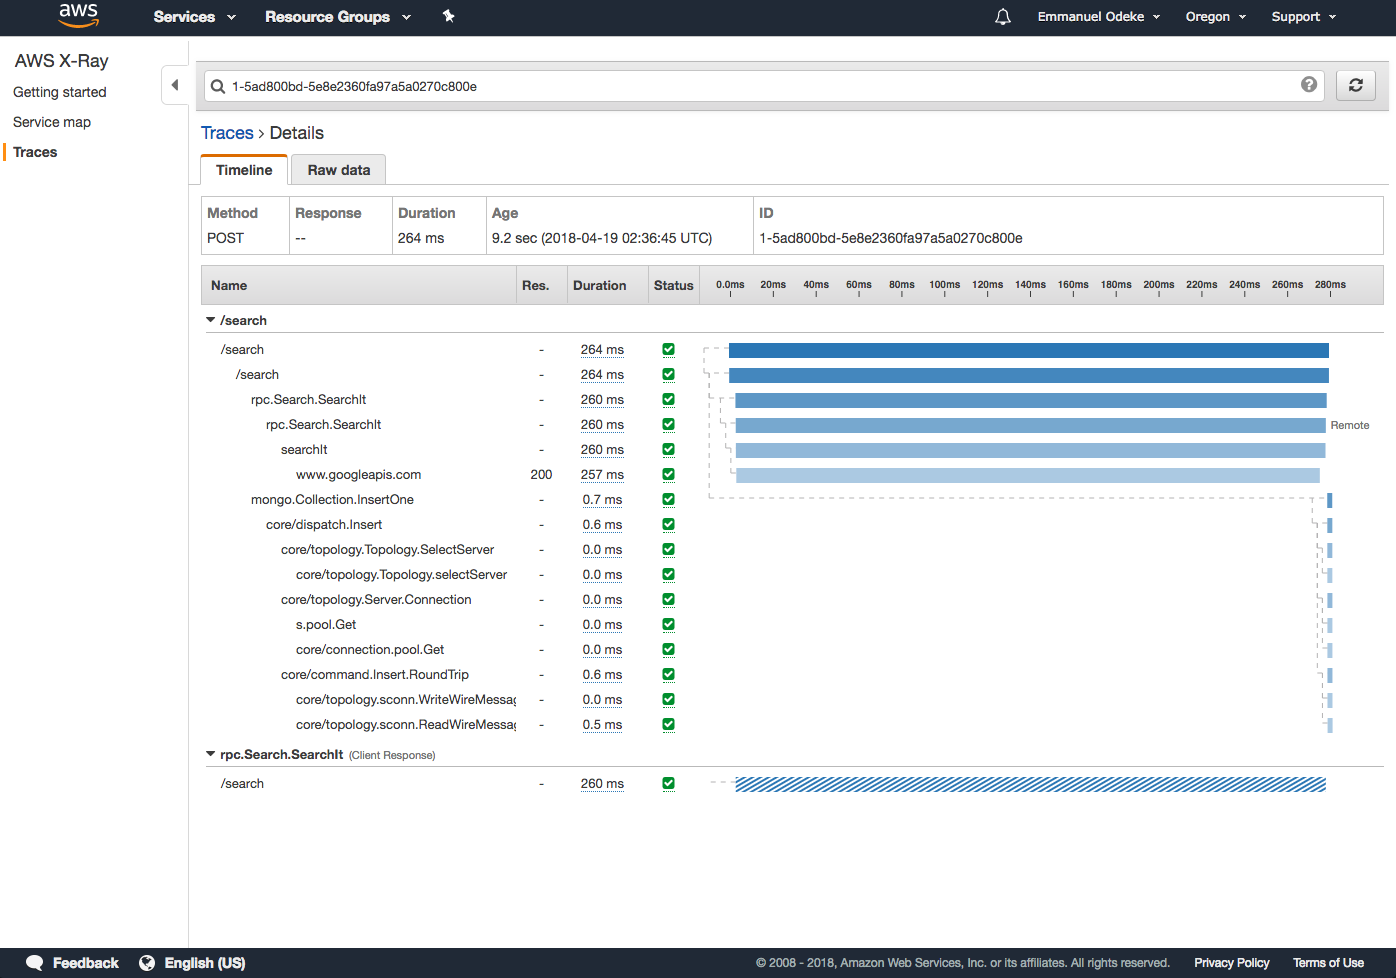 aws Services Resource Groups Emmanuel Odeke Oregon Support
AWS X-Ray
Getting started
Service map
Traces
1-5ad800bd-5e8e2360fa97a5a0270c800e ?
Traces > Details
Timeline Raw data
Method Response Duration Age ID
POST -- 264 ms 9.2 sec (2018-04-19 02:36:45 UTC) 1-5ad800bd-5e8e2360fa97a5a0270c800e
Name Res. Duration Status 0.0ms 20ms 40ms 60ms 80ms 100ms 120ms 140ms 160ms 180ms 200ms 220ms 240ms 260ms 280ms
/search
/search - 264 ms
/search - 264 ms
rpc.Search.SearchIt - 260 ms
rpc.Search.SearchIt - 260 ms Remote
searchIt - 260 ms
www.googleapis.com 200 257 ms
mongo.Collection.InsertOne - 0.7 ms
core/dispatch.Insert - 0.6 ms
core/topology.Topology.SelectServer - 0.0 ms
core/topology.Topology.selectServer - 0.0 ms
core/topology.Server.Connection - 0.0 ms
s.pool.Get - 0.0 ms
core/connection.pool.Get - 0.0 ms
core/command.Insert.RoundTrip - 0.6 ms
core/topology.sconn.WriteWireMessag - 0.0 ms
core/topology.sconn.ReadWireMessag - 0.5 ms
rpc.Search.SearchIt (Client Response)
/search - 260 ms
Feedback English (US) © 2008 - 2018, Amazon Web Services, Inc. or its affiliates. All rights reserved. Privacy Policy Terms of Use